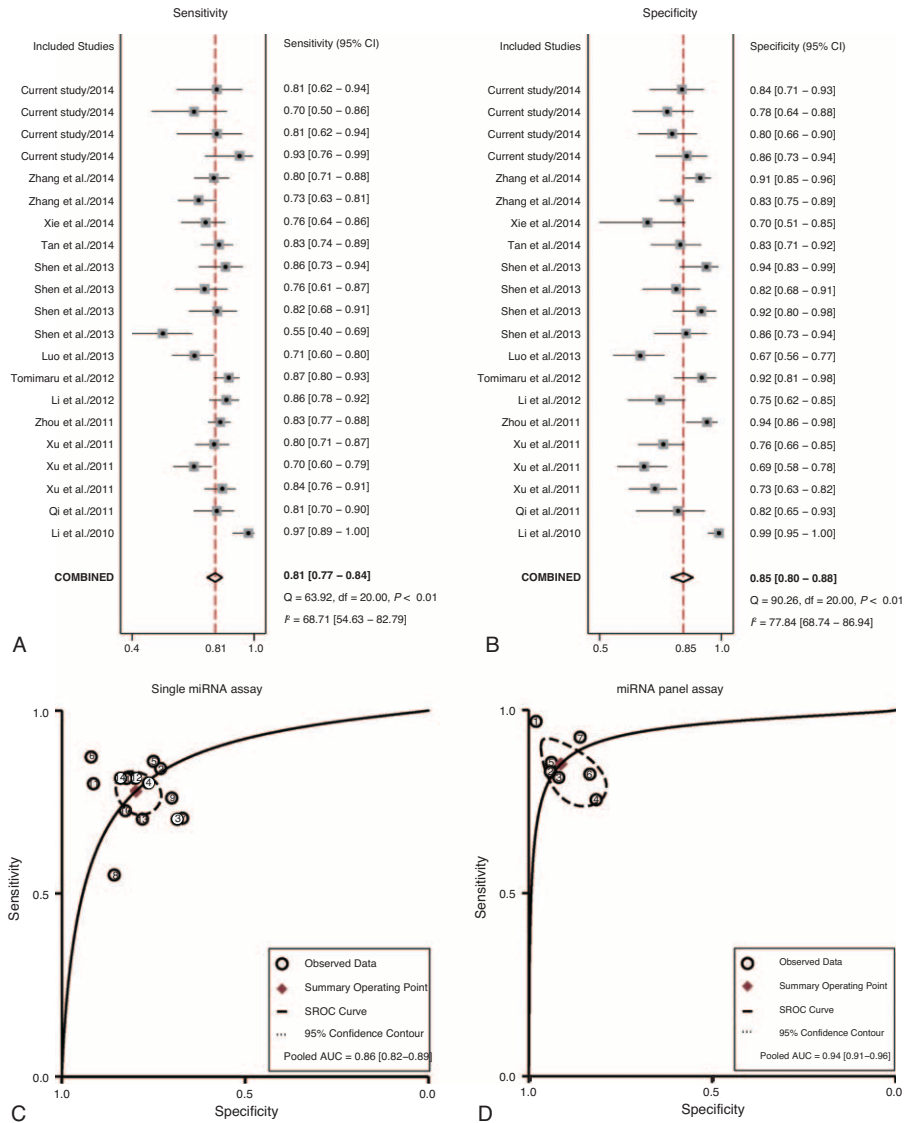 Sensitivity
Included Studies
Sensitivity (95% CI)
Current study/2014
0.81 [0.62 – 0.94]
Current study/2014
0.70 [0.50 – 0.86]
Current study/2014
0.81 [0.62 – 0.94]
Current study/2014
0.93 [0.76 – 0.99]
Zhang et al./2014
0.80 [0.71 – 0.88]
Zhang et al./2014
0.73 [0.63 – 0.81]
Xie et al./2014
0.76 [0.64 – 0.86]
Tan et al./2014
0.83 [0.74 – 0.89]
Shen et al./2013
0.86 [0.73 – 0.94]
Shen et al./2013
0.76 [0.61 – 0.87]
Shen et al./2013
0.82 [0.68 – 0.91]
Shen et al./2013
0.55 [0.40 – 0.69]
Luo et al./2013
0.71 [0.60 – 0.80]
Tomimaru et al./2012
0.87 [0.80 – 0.93]
Li et al./2012
0.86 [0.78 – 0.92]
Zhou et al./2011
0.83 [0.77 – 0.88]
Xu et al./2011
0.80 [0.71 – 0.87]
Xu et al./2011
0.70 [0.60 – 0.79]
Xu et al./2011
0.84 [0.76 – 0.91]
Qi et al./2011
0.81 [0.70 – 0.90]
Li et al./2010
0.97 [0.89 – 1.00]
COMBINED
0.81 [0.77 – 0.84]
Q = 63.92, df = 20.00, P < 0.01
I² = 68.71 [54.63 – 82.79]
A
0.4 0.81 1.0
Specificity
Included Studies
Specificity (95% CI)
Current study/2014
0.84 [0.71 – 0.93]
Current study/2014
0.78 [0.64 – 0.88]
Current study/2014
0.80 [0.66 – 0.90]
Current study/2014
0.86 [0.73 – 0.94]
Zhang et al./2014
0.91 [0.85 – 0.96]
Zhang et al./2014
0.83 [0.75 – 0.89]
Xie et al./2014
0.70 [0.51 – 0.85]
Tan et al./2014
0.83 [0.71 – 0.92]
Shen et al./2013
0.94 [0.83 – 0.99]
Shen et al./2013
0.82 [0.68 – 0.91]
Shen et al./2013
0.92 [0.80 – 0.98]
Shen et al./2013
0.86 [0.73 – 0.94]
Luo et al./2013
0.67 [0.56 – 0.77]
Tomimaru et al./2012
0.92 [0.81 – 0.98]
Li et al./2012
0.75 [0.62 – 0.85]
Zhou et al./2011
0.94 [0.86 – 0.98]
Xu et al./2011
0.76 [0.66 – 0.85]
Xu et al./2011
0.69 [0.58 – 0.78]
Xu et al./2011
0.73 [0.63 – 0.82]
Qi et al./2011
0.82 [0.65 – 0.93]
Li et al./2010
0.99 [0.95 – 1.00]
COMBINED
0.85 [0.80 – 0.88]
Q = 90.26, df = 20.00, P < 0.01
I² = 77.84 [68.74 – 86.94]
B
0.5 0.85 1.0
Single miRNA assay
1.0
0.5
0.0
Sensitivity
6
5
4
9
3
8
Observed Data
Summary Operating Point
SROC Curve
95% Confidence Contour
Pooled AUC = 0.86 [0.82–0.89]
1.0 0.5 0.0
Specificity
C
miRNA panel assay
1.0
0.5
0.0
Sensitivity
1
7
5
3
6
4
Observed Data
Summary Operating Point
SROC Curve
95% Confidence Contour
Pooled AUC = 0.94 [0.91–0.96]
1.0 0.5 0.0
Specificity
D